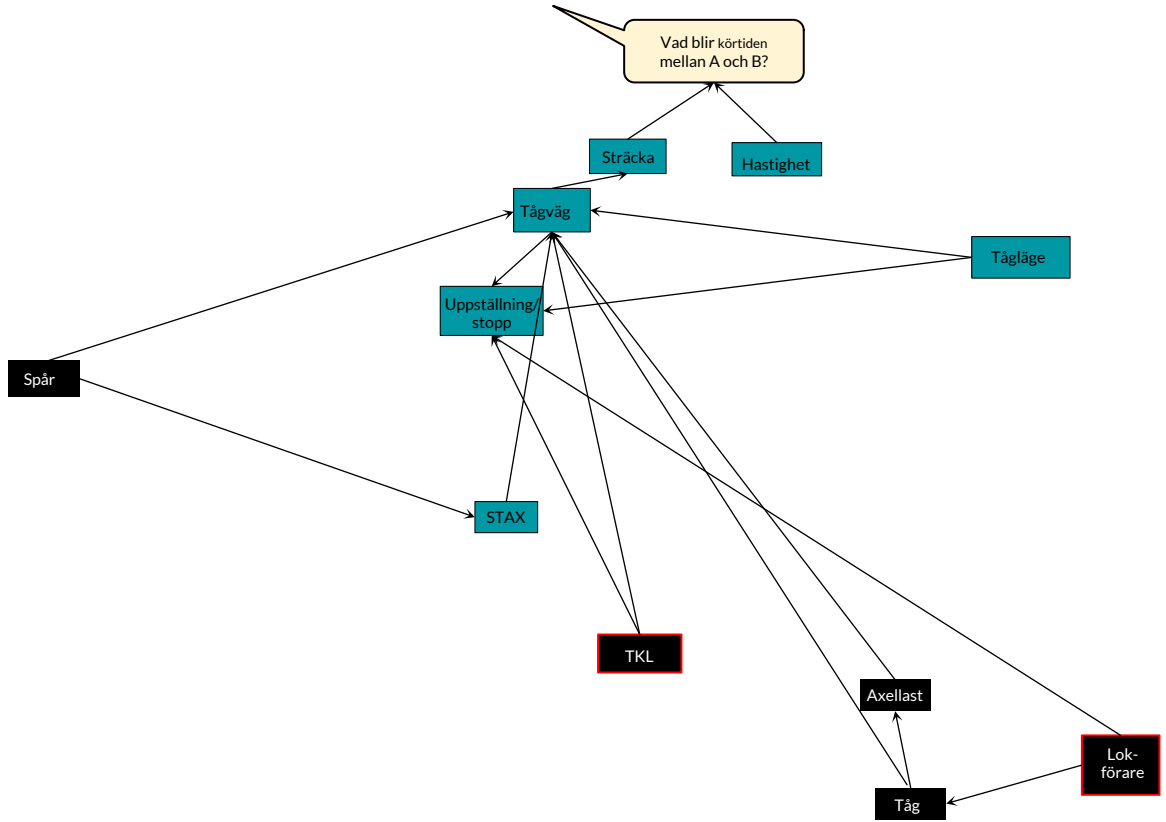 Vad blir körtiden
mellan A och B?
Sträcka
Hastighet
Tågväg
Tågläge
Uppställning/
stopp
Spår
STAX
TKL
Axellast
Lok-
förare
Tåg